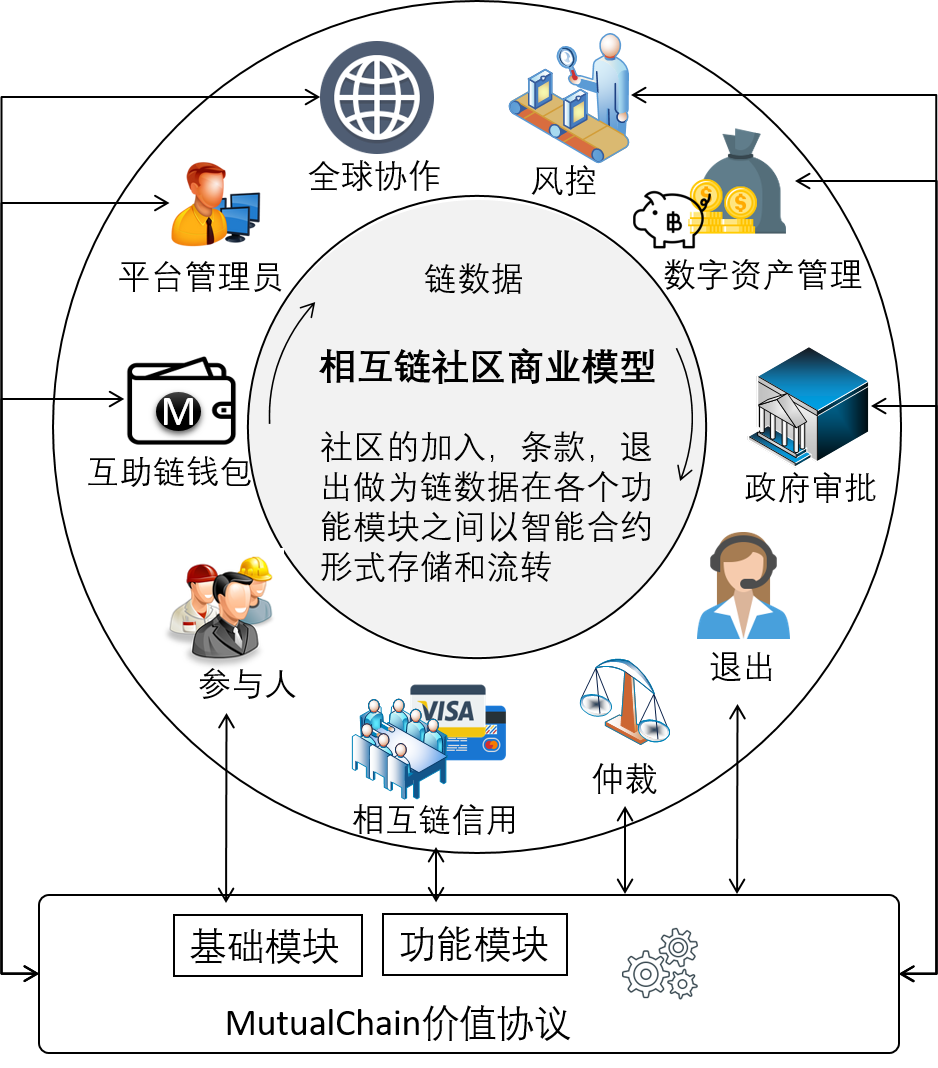 全球协作
风控
平台管理员
数字资产管理
链数据
相互链社区商业模型
M
互助链钱包
社区的加入，条款，退
出做为链数据在各个功
能模块之间以智能合约
形式存储和流转
政府审批
参与人
退出
VISA
相互链信用
仲裁
基础模块
功能模块
MutualChain价值协议